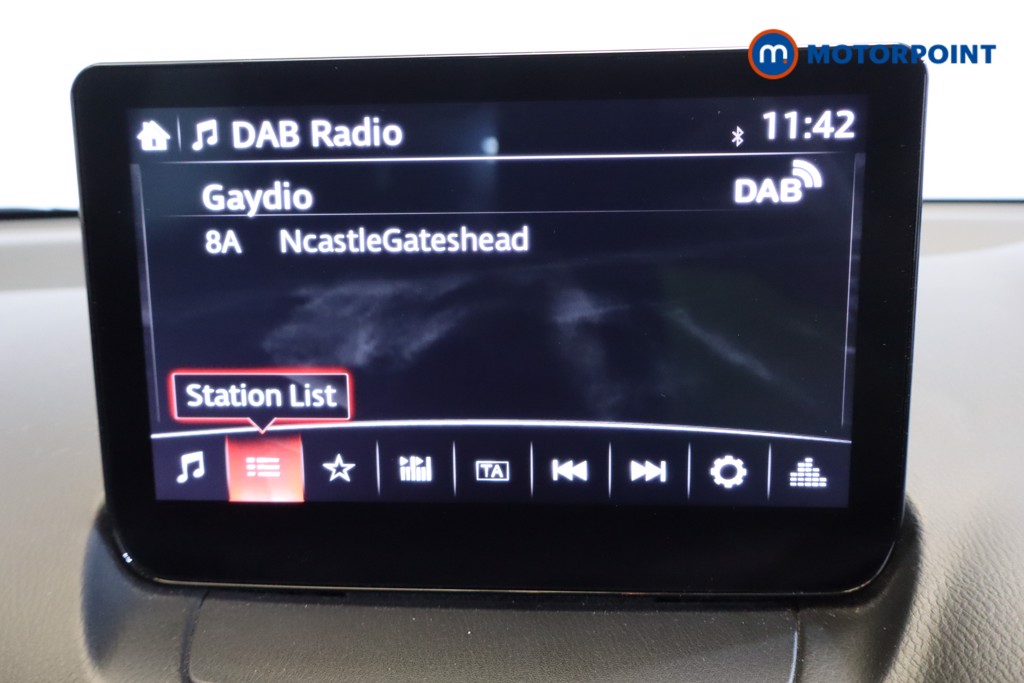 m. MOTORPOINT
DAB Radio 11:42
Gaydio DAB
8A NcastleGateshead
Station List
TA